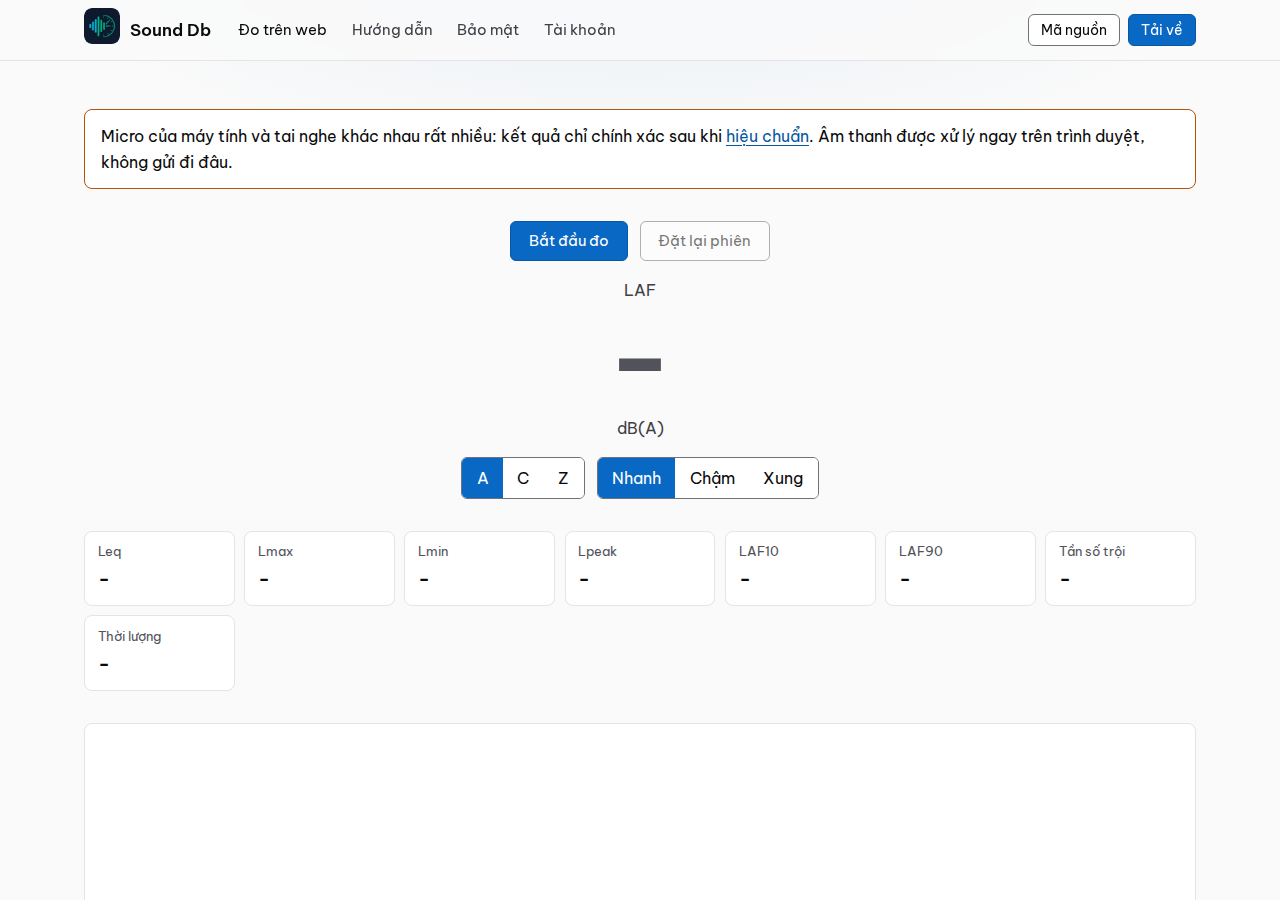 Sound Db
Đo trên web
Hướng dẫn
Bảo mật
Tài khoản
Mã nguồn
Tải về
Micro của máy tính và tai nghe khác nhau rất nhiều: kết quả chỉ chính xác sau khi hiệu chuẩn. Âm thanh được xử lý ngay trên trình duyệt,
không gửi đi đâu.
Bắt đầu đo
Đặt lại phiên
LAF
-
dB(A)
A
C
Z
Nhanh
Chậm
Xung
Leq
-
Lmax
-
Lmin
-
Lpeak
-
LAF10
-
LAF90
-
Tần số trội
-
Thời lượng
-